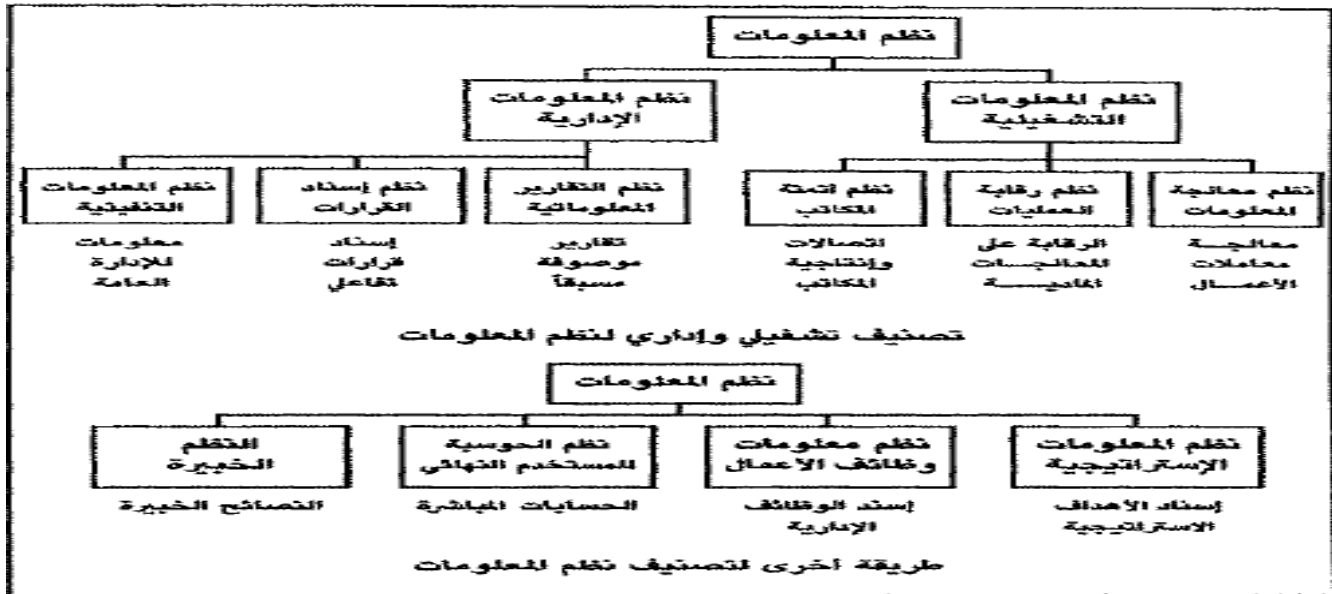 نظم المعلومات
نظم المعلومات
التشغيلية
نظم المعلومات
الإدارية
نظم معالجة
المعلومات
نظم رقابة
العمليات
نظم أتمتة
المكاتب
نظم التقارير
المعلوماتية
نظم إسناد
القرارات
نظم المعلومات
التنفيذية
معالجـــة
معاملات
الأعمـــال
الرقابة على
المعالجـــات
الماديـــــة
اتصالات
وإنتاجية
المكاتب
تقارير
موصوفة
مسبقاً
إسناد
قرارات
تفاعلي
معلومات
للإدارة
العامة
تصنيف تشغيلي وإداري لنظم المعلومات
نظم المعلومات
نظم المعلومات
الإستراتيجية
نظم معلومات
وظائف الأعمال
نظم الحوسبة
للمستخدم النهائي
النظم
الخبيرة
إسناد الأهداف
الاستراتيجية
إسند الوظائف
الإدارية
الحسابات المباشرة
النصائح الخبيرة
طريقة أخرى لتصنيف نظم المعلومات